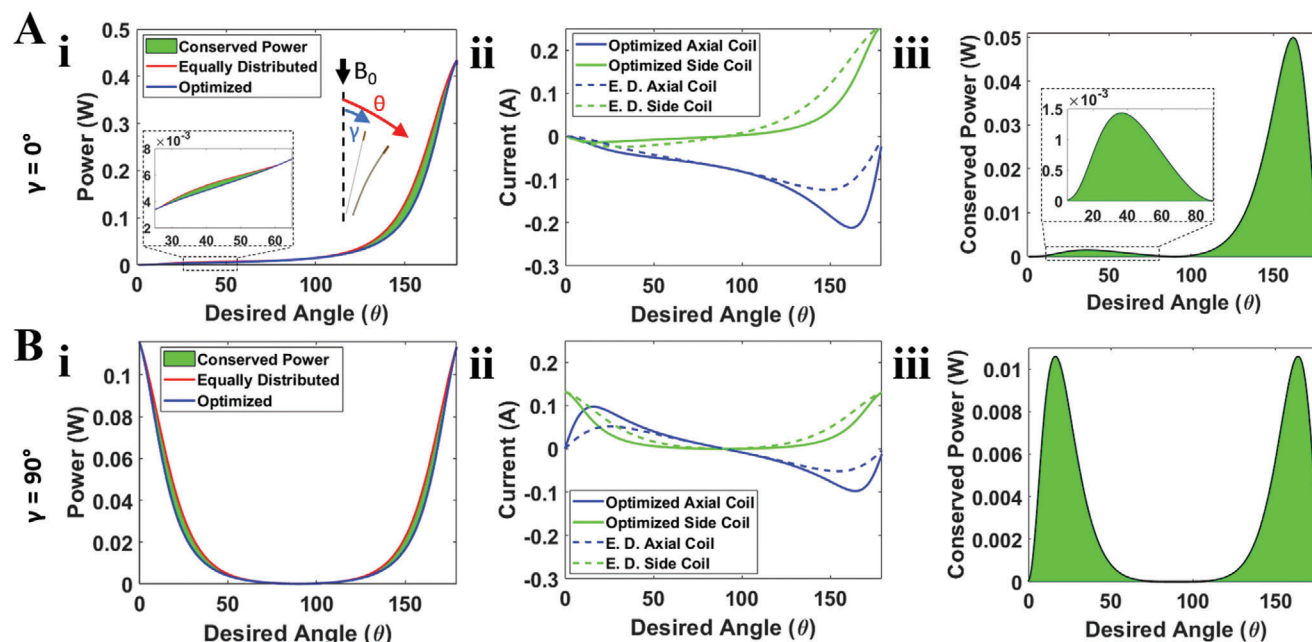 A
i
γ = 0°
Power (W)
0.5
0.4
0.3
0.2
0.1
0
Conserved Power
Equally Distributed
Optimized
B0
θ
γ
×10-3
8
6
4
2
30 40 50 60
0 50 100 150
Desired Angle (θ)
ii
Current (A)
0.2
0.1
0
-0.1
-0.2
-0.3
Optimized Axial Coil
Optimized Side Coil
E. D. Axial Coil
E. D. Side Coil
0 50 100 150
Desired Angle (θ)
iii
Conserved Power (W)
0.05
0.04
0.03
0.02
0.01
0
×10-3
1.5
1
0.5
0
20 40 60 80
0 50 100 150
Desired Angle (θ)
B
i
γ = 90°
Power (W)
0.1
0.08
0.06
0.04
0.02
0
Conserved Power
Equally Distributed
Optimized
0 50 100 150
Desired Angle (θ)
ii
Current (A)
0.2
0.1
0
-0.1
-0.2
-0.3
Optimized Axial Coil
Optimized Side Coil
E. D. Axial Coil
E. D. Side Coil
0 50 100 150
Desired Angle (θ)
iii
Conserved Power (W)
0.01
0.008
0.006
0.004
0.002
0
0 50 100 150
Desired Angle (θ)